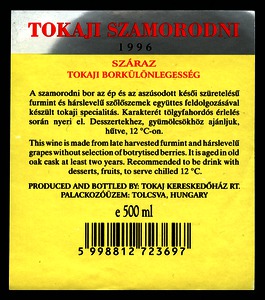 TOKAJI SZAMORODNI
1996
SZÁRAZ
TOKAJI BORKÜLÖNLEGESSÉG
A szamorodni bor az ép és az aszúsodott késői szüretelésű
furmint és hárslevelű szőlőszemek együttes feldolgozásával
készült tokaji specialitás. Karakterét tölgyfahordós érlelés
során nyeri el. Desszertekhez, gyümölcsökhöz ajánljuk,
hűtve, 12 °C-on.
This wine is made from late harvested furmint and hárslevelű
grapes without selection of botrytised berries. It is aged in old
oak cask at least two years. Recommended to be drink with
desserts, fruits, to serve chilled 12 °C.
PRODUCED AND BOTTLED BY: TOKAJ KERESKEDŐHÁZ RT.
PALACKOZÓÜZEM: TOLCSVA, HUNGARY
e 500 ml
5 998812 723697